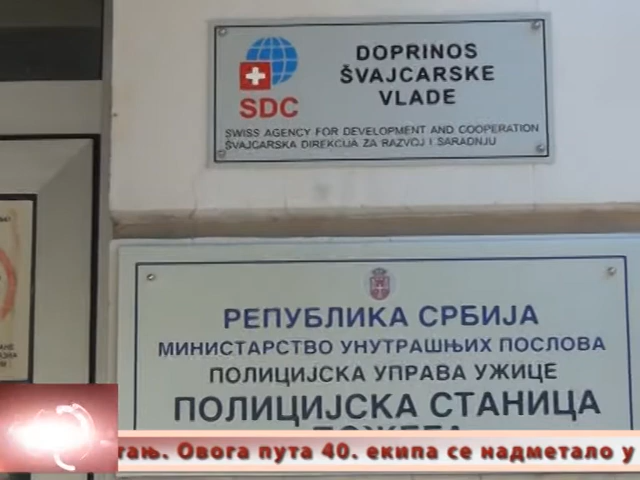 DOPRINOS
ŠVAJCARSKE
VLADE
SDC
SWISS AGENCY FOR DEVELOPMENT AND COOPERATION
ŠVAJCARSKA DIREKCIJA ZA RAZVOJ I SARADNJU
РЕПУБЛИКА СРБИЈА
МИНИСТАРСТВО УНУТРАШЊИХ ПОСЛОВА
ПОЛИЦИЈСКА УПРАВА УЖИЦЕ
ПОЛИЦИЈСКА СТАНИЦА
ПОЖЕГА
тањ. Овога пута 40. екипа се надметало у